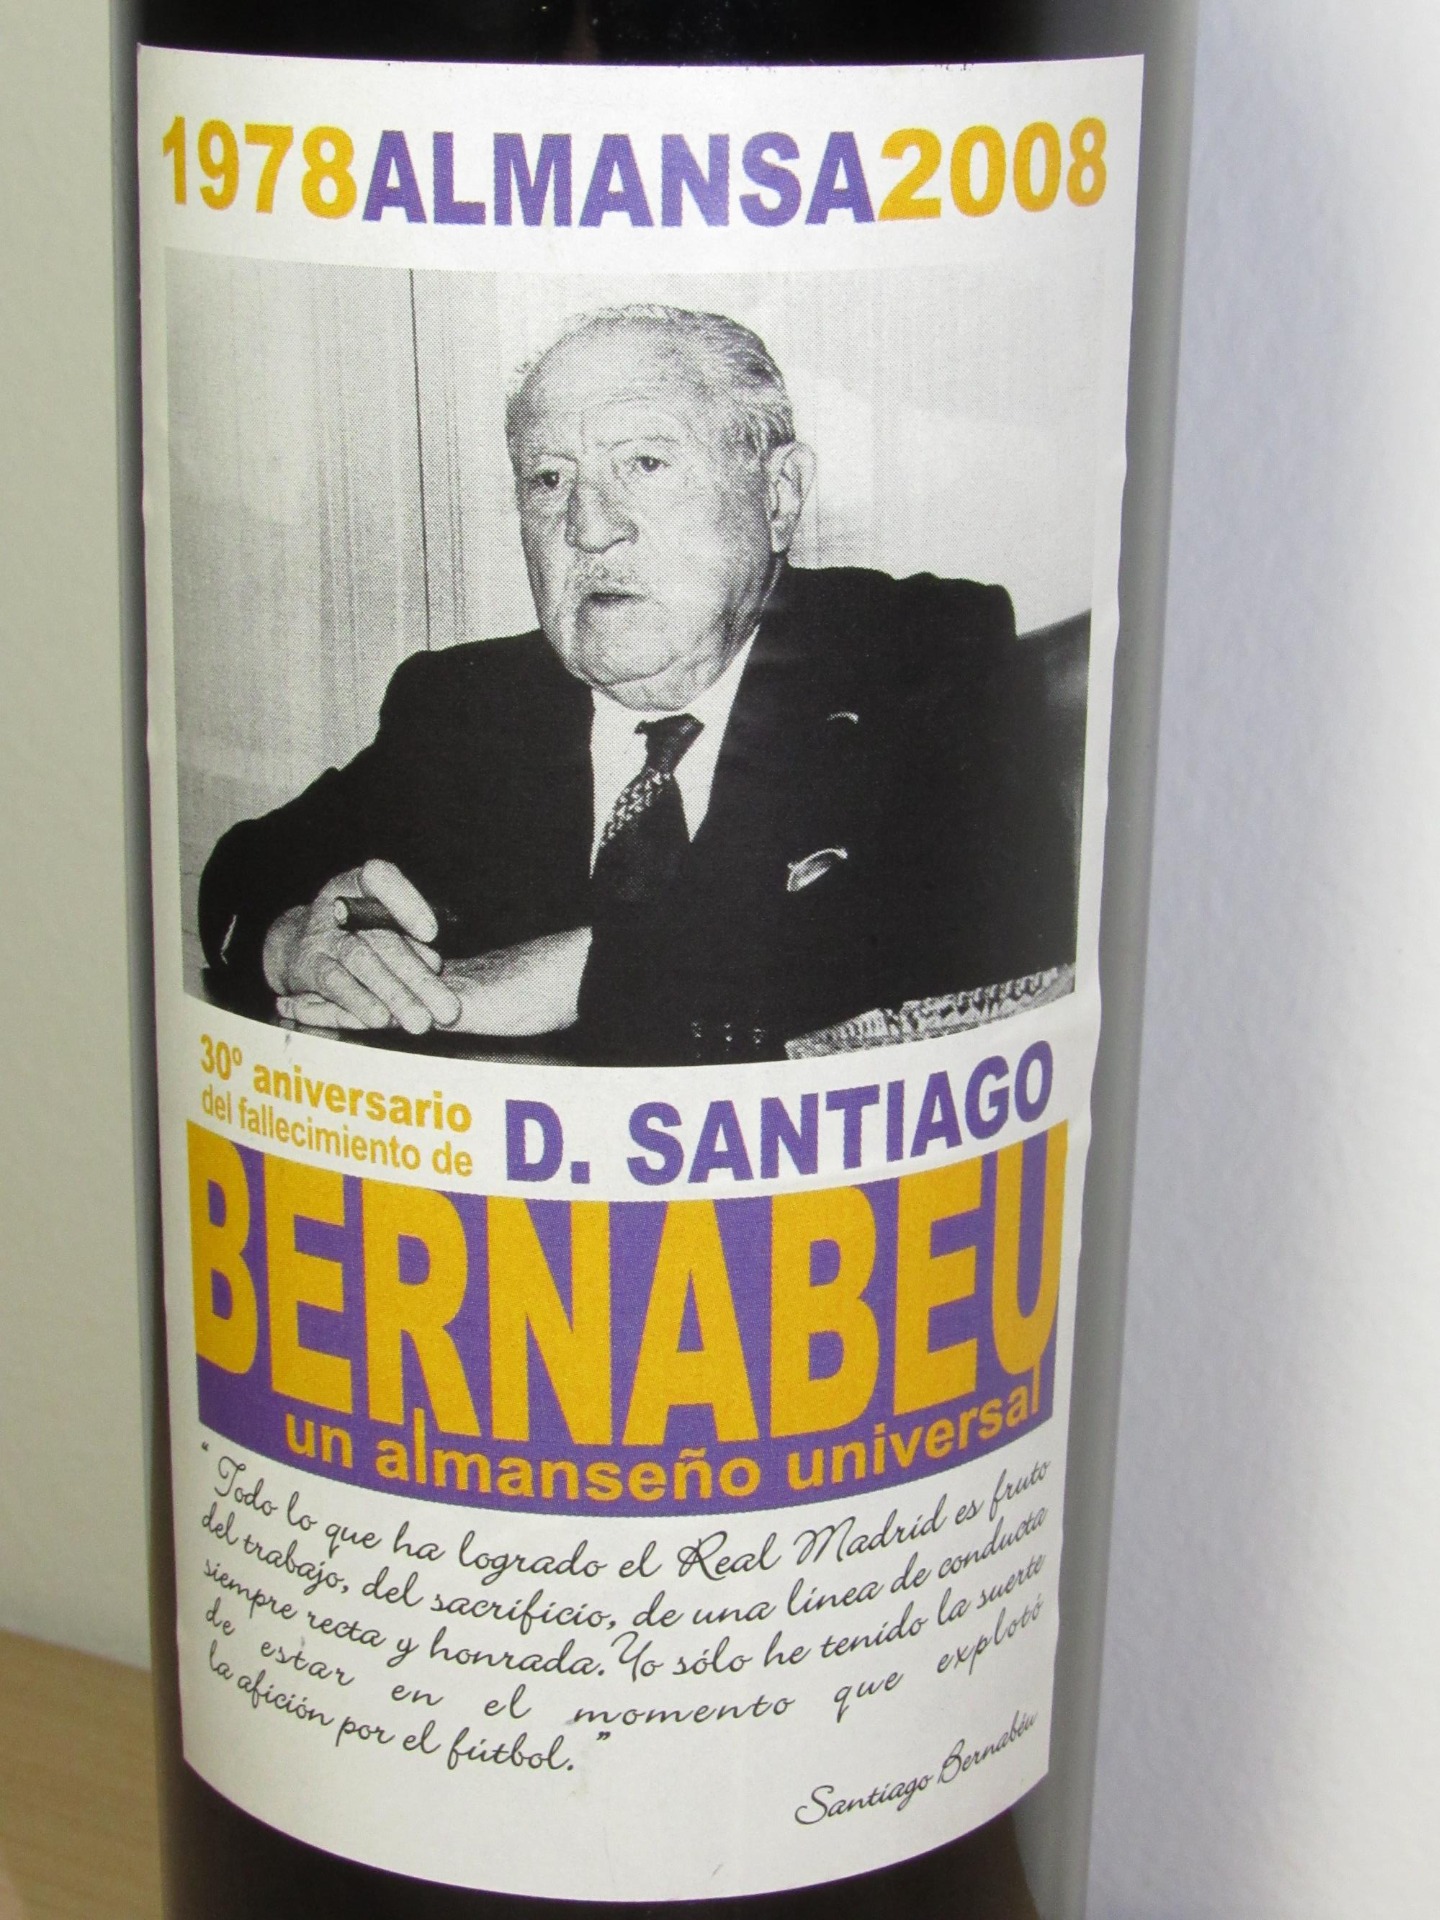 1978ALMANSA2008
30º aniversario
del fallecimiento de
D. SANTIAGO
BERNABEU
un almanseño universal
“Todo lo que ha logrado el Real Madrid es fruto
del trabajo, del sacrificio, de una línea de conducta
siempre recta y honrada. Yo sólo he tenido la suerte
de estar en el momento que explotó
la afición por el fútbol.”
Santiago Bernabéu